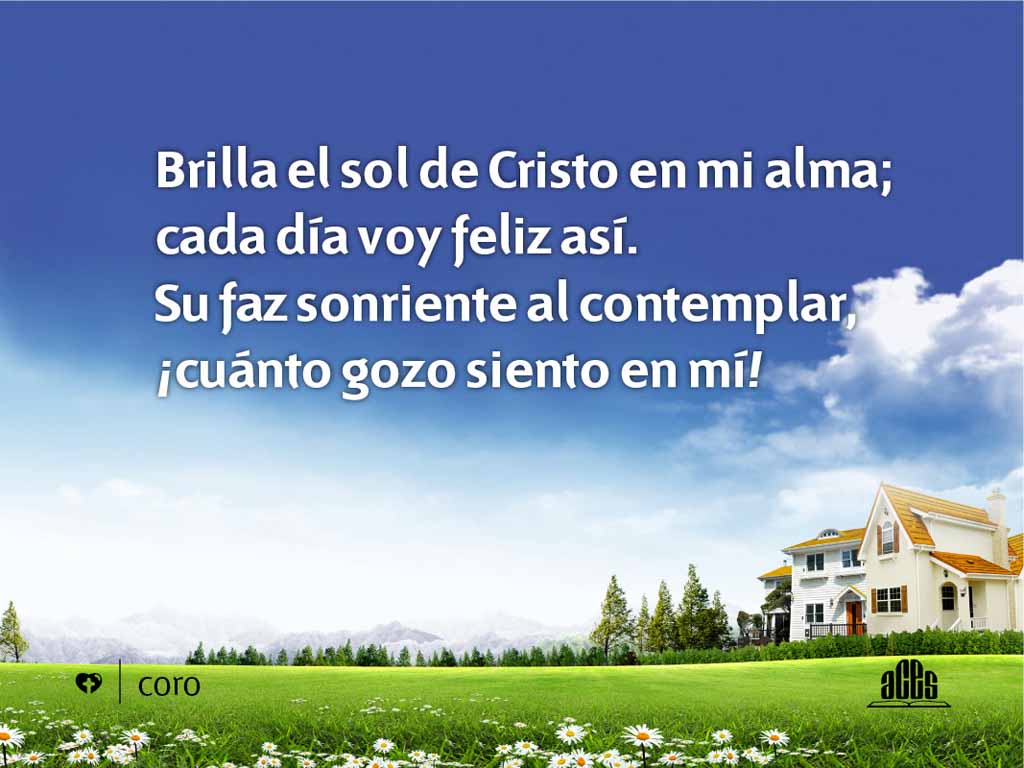 Brilla el sol de Cristo en mi alma;
cada día voy feliz así.
Su faz sonriente al contemplar,
¡cuánto gozo siento en mí!
coro
aces